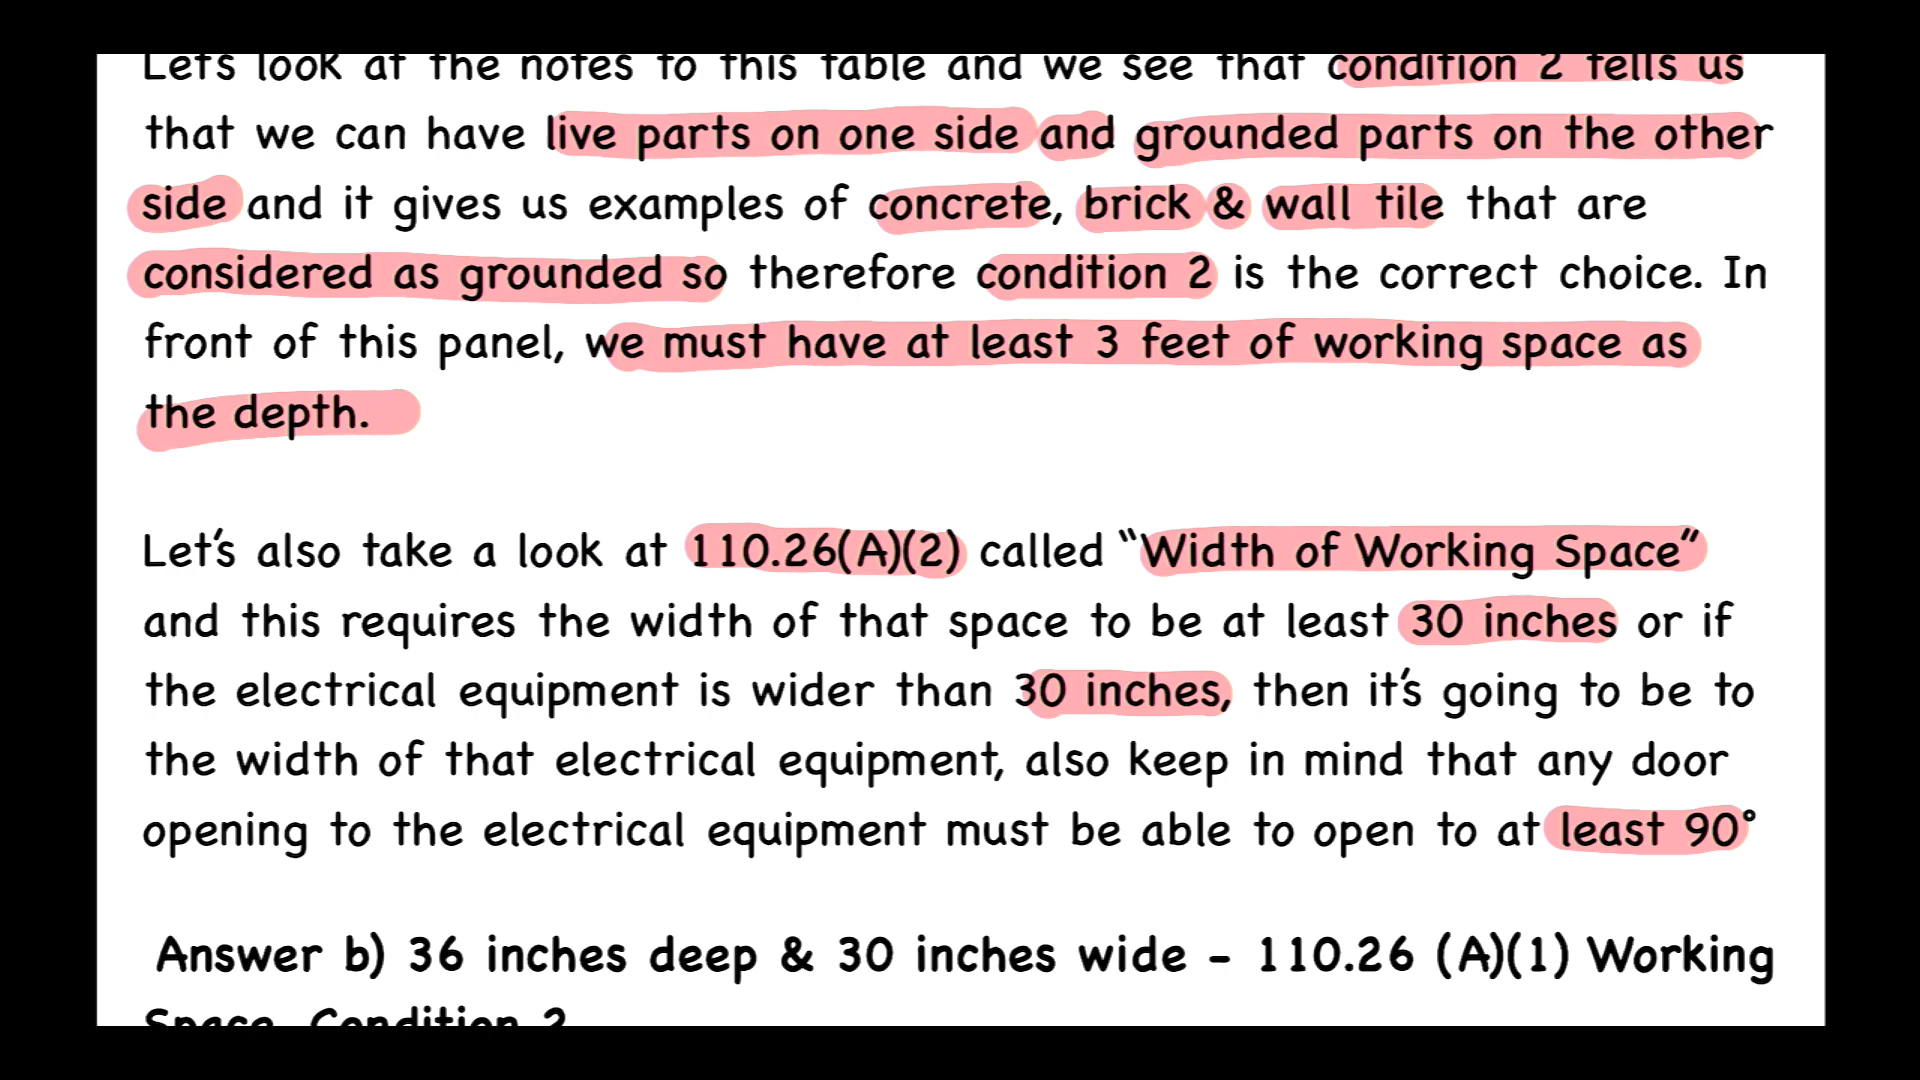 Let's look at the notes to this table and we see that condition 2 tells us
that we can have live parts on one side and grounded parts on the other
side and it gives us examples of concrete, brick & wall tile that are
considered as grounded so therefore condition 2 is the correct choice. In
front of this panel, we must have at least 3 feet of working space as
the depth.
Let's also take a look at 110.26(A)(2) called “Width of Working Space”
and this requires the width of that space to be at least 30 inches or if
the electrical equipment is wider than 30 inches, then it's going to be to
the width of that electrical equipment, also keep in mind that any door
opening to the electrical equipment must be able to open to at least 90°
Answer b) 36 inches deep & 30 inches wide - 110.26 (A)(1) Working
Space, Condition 2